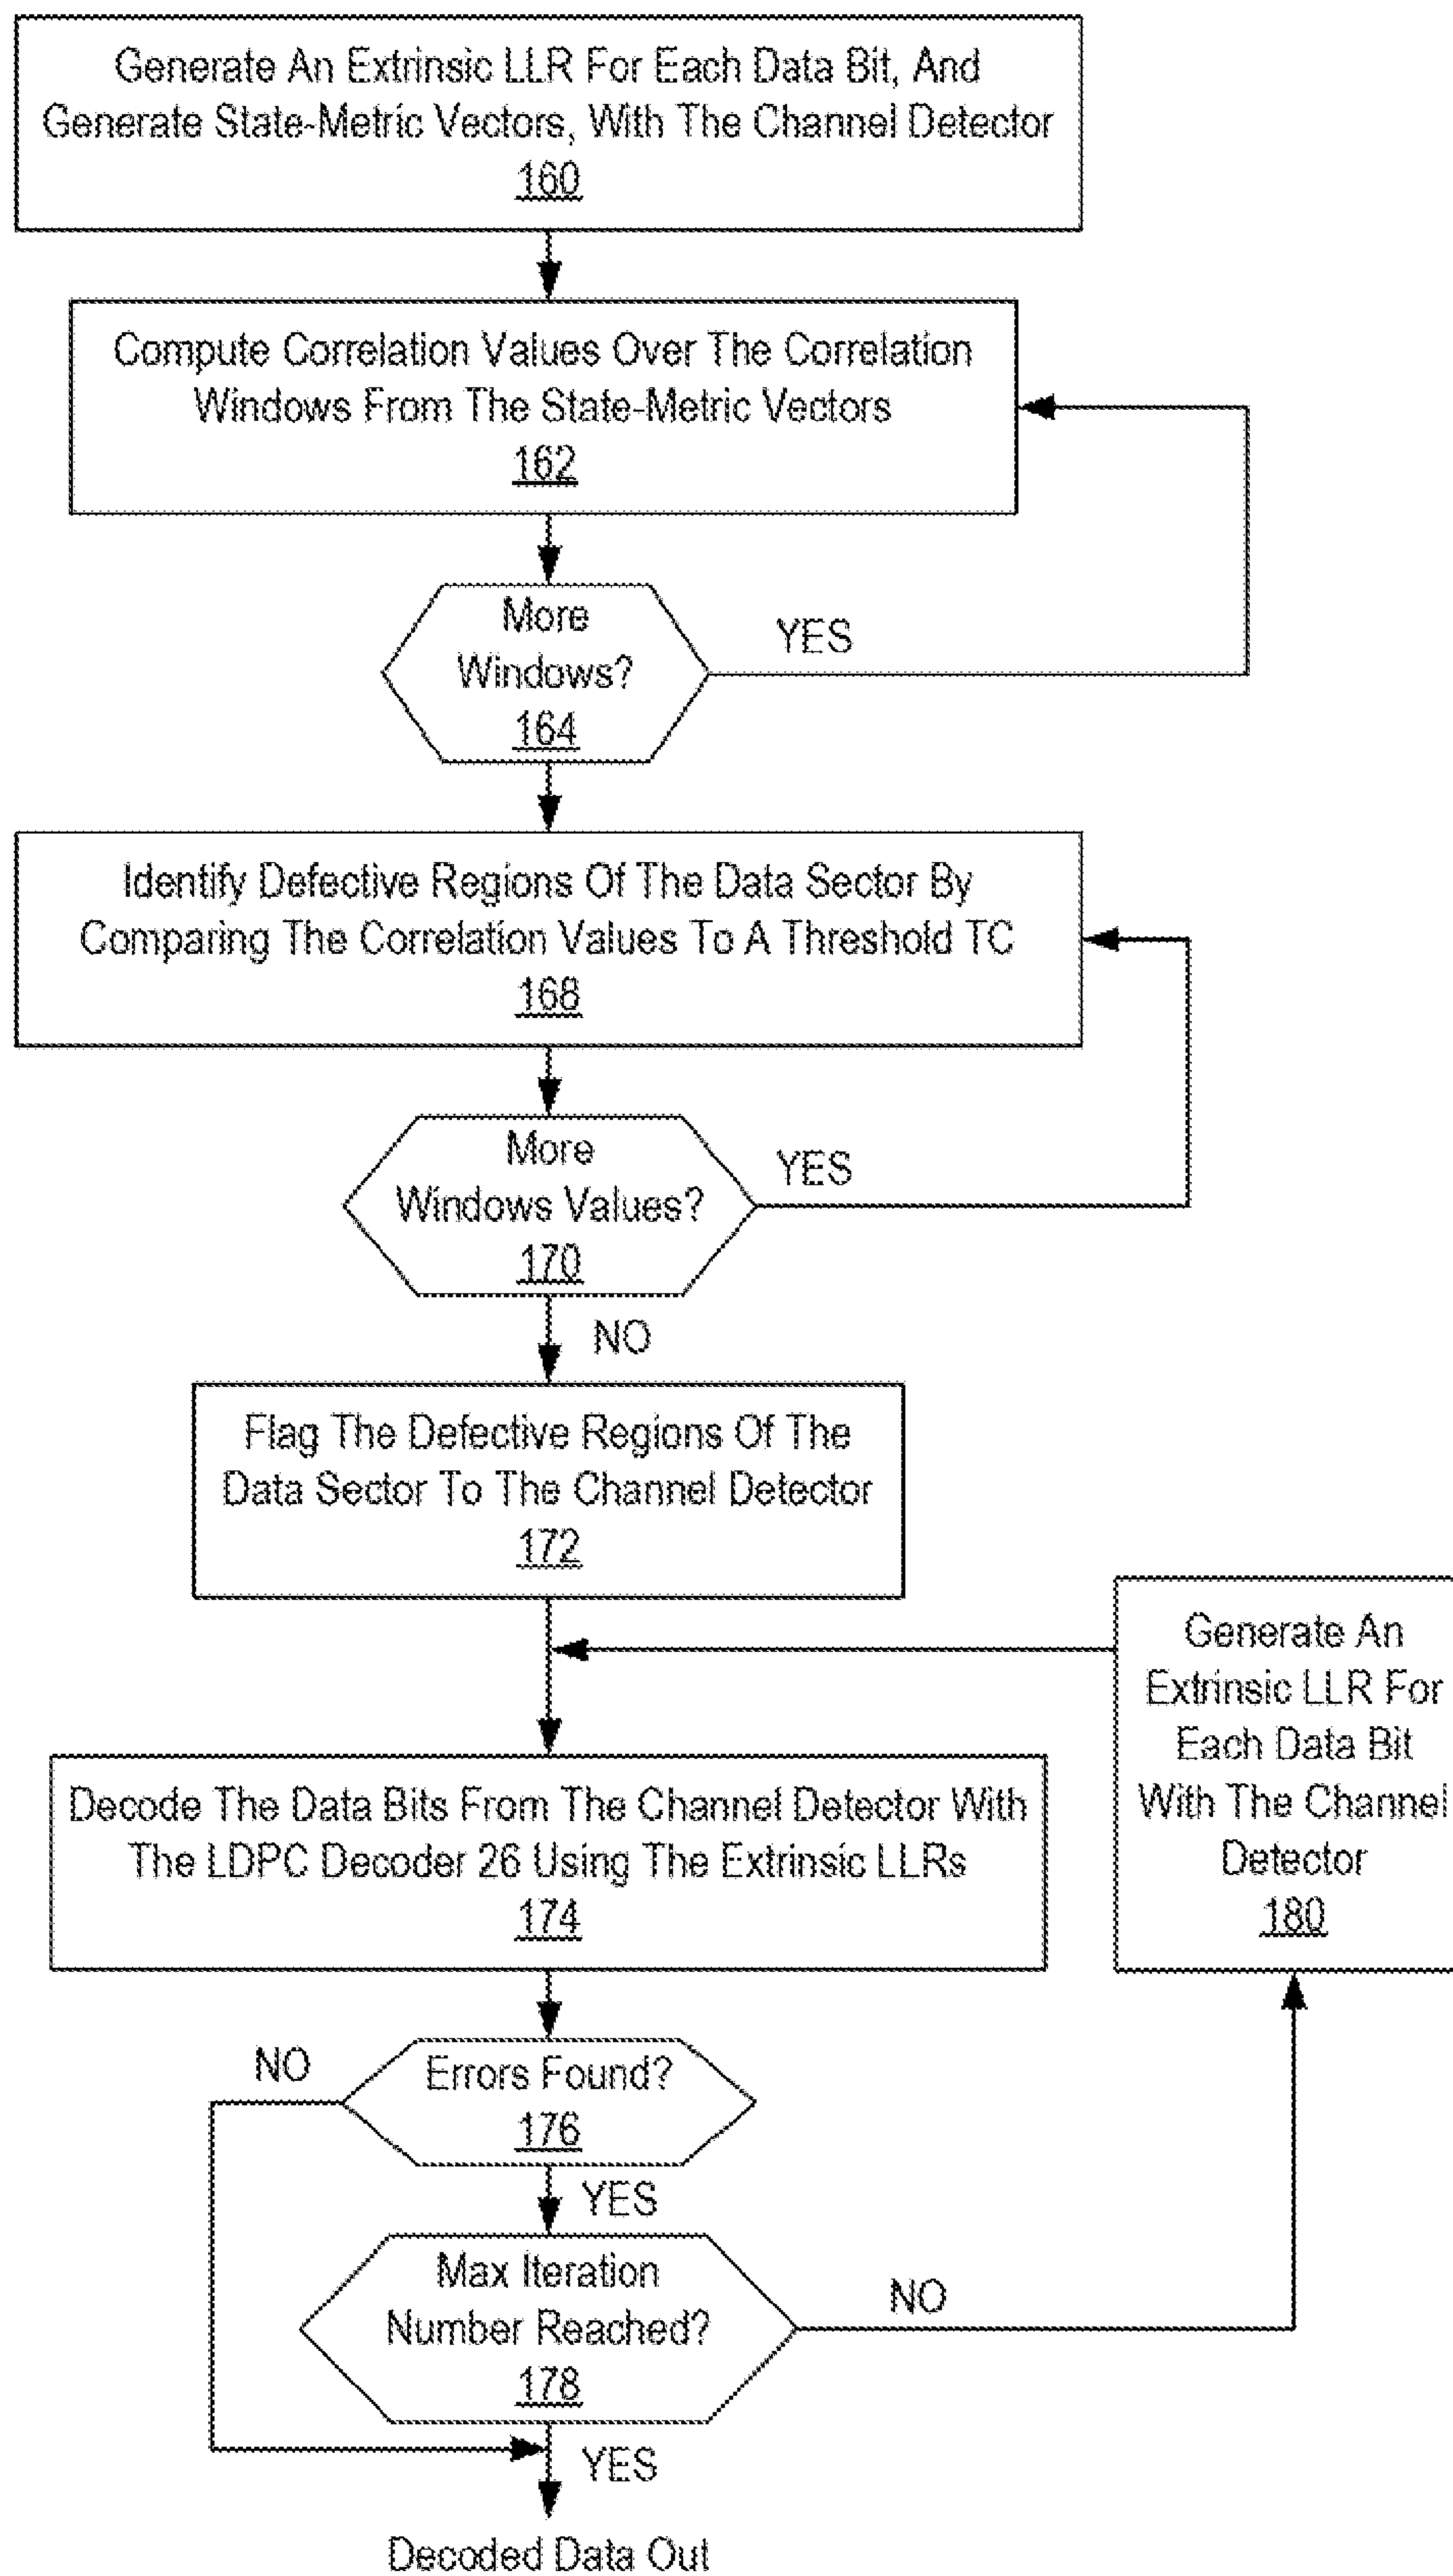 Generate An Extrinsic LLR For Each Data Bit, And
Generate State-Metric Vectors, With The Channel Detector
160
Compute Correlation Values Over The Correlation
Windows From The State-Metric Vectors
162
More
Windows?
164
YES
Identify Defective Regions Of The Data Sector By
Comparing The Correlation Values To A Threshold TC
168
More
Windows Values?
170
YES
NO
Flag The Defective Regions Of The
Data Sector To The Channel Detector
172
Generate An
Extrinsic LLR For
Each Data Bit
With The Channel
Detector
180
Decode The Data Bits From The Channel Detector With
The LDPC Decoder 26 Using The Extrinsic LLRs
174
NO
Errors Found?
176
YES
Max Iteration
Number Reached?
178
NO
YES
Decoded Data Out